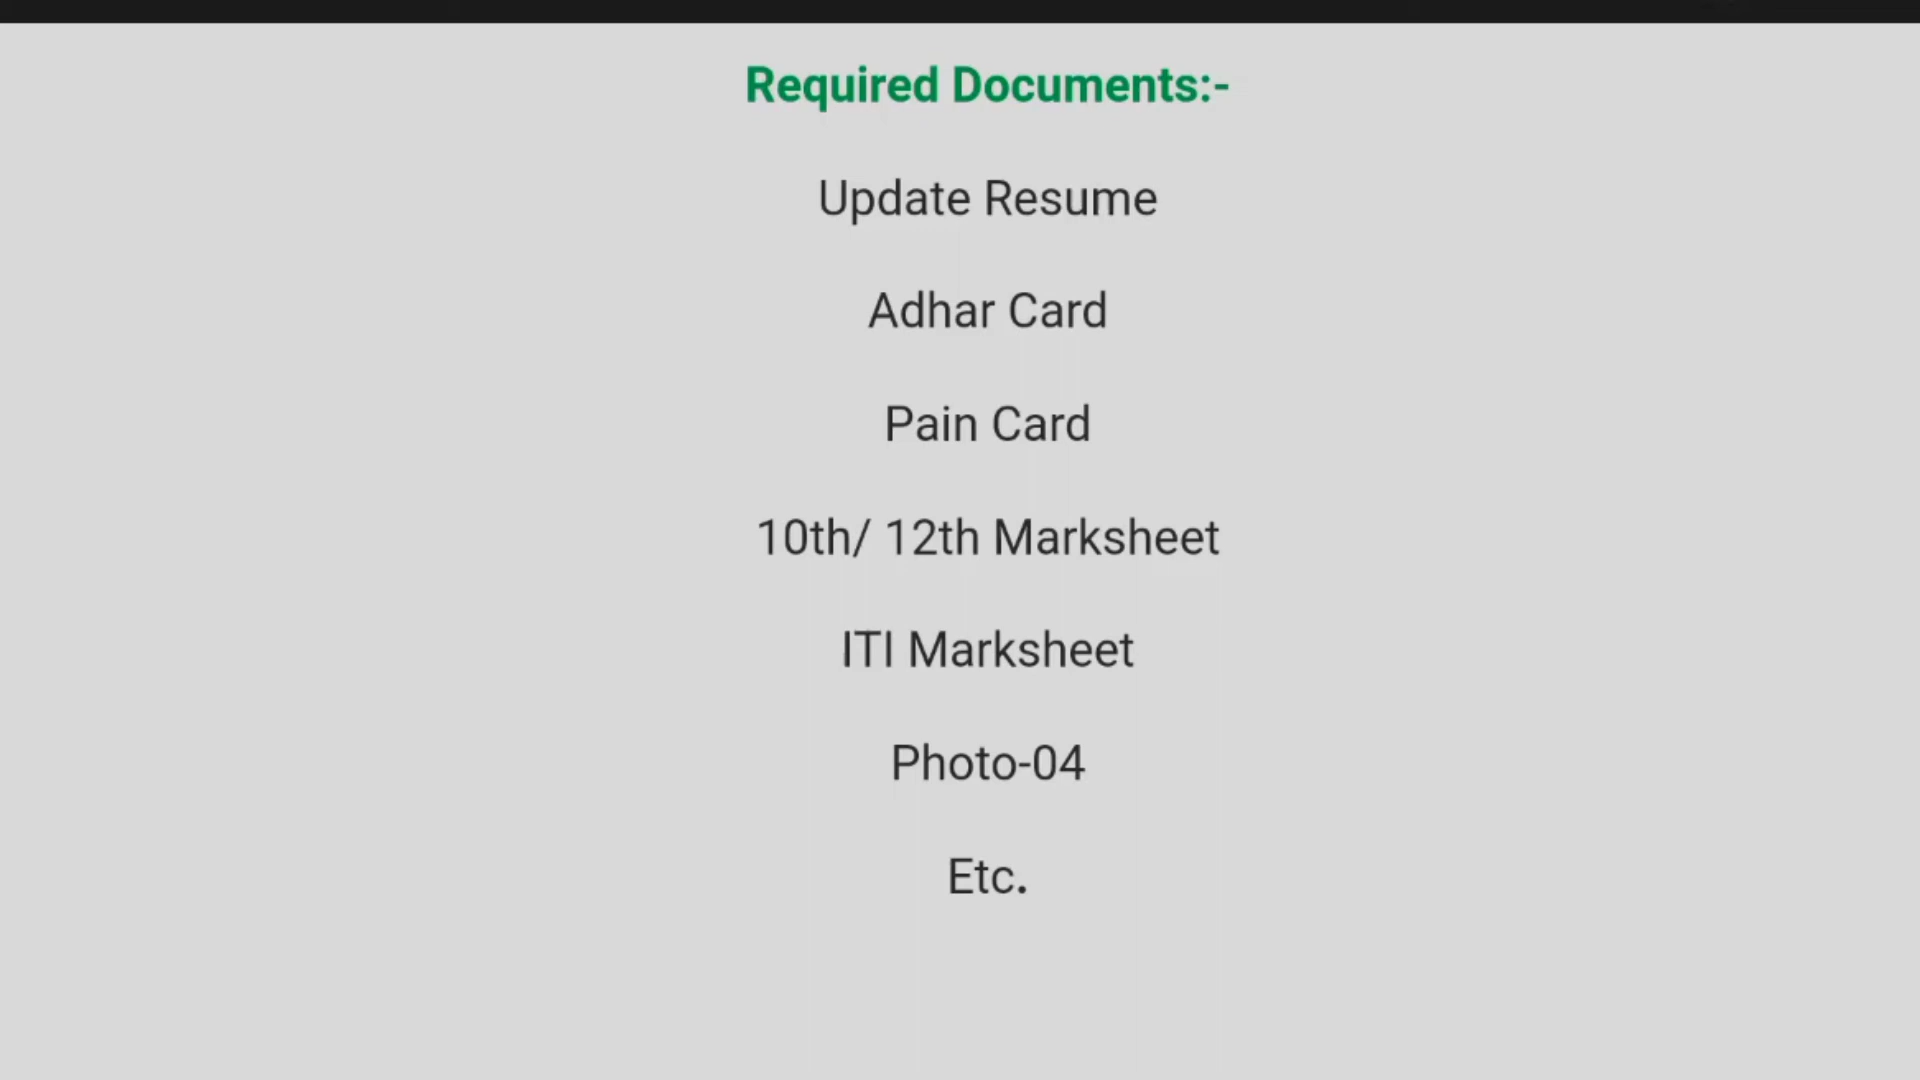 Required Documents:-
Update Resume
Adhar Card
Pain Card
10th/ 12th Marksheet
ITI Marksheet
Photo-04
Etc.